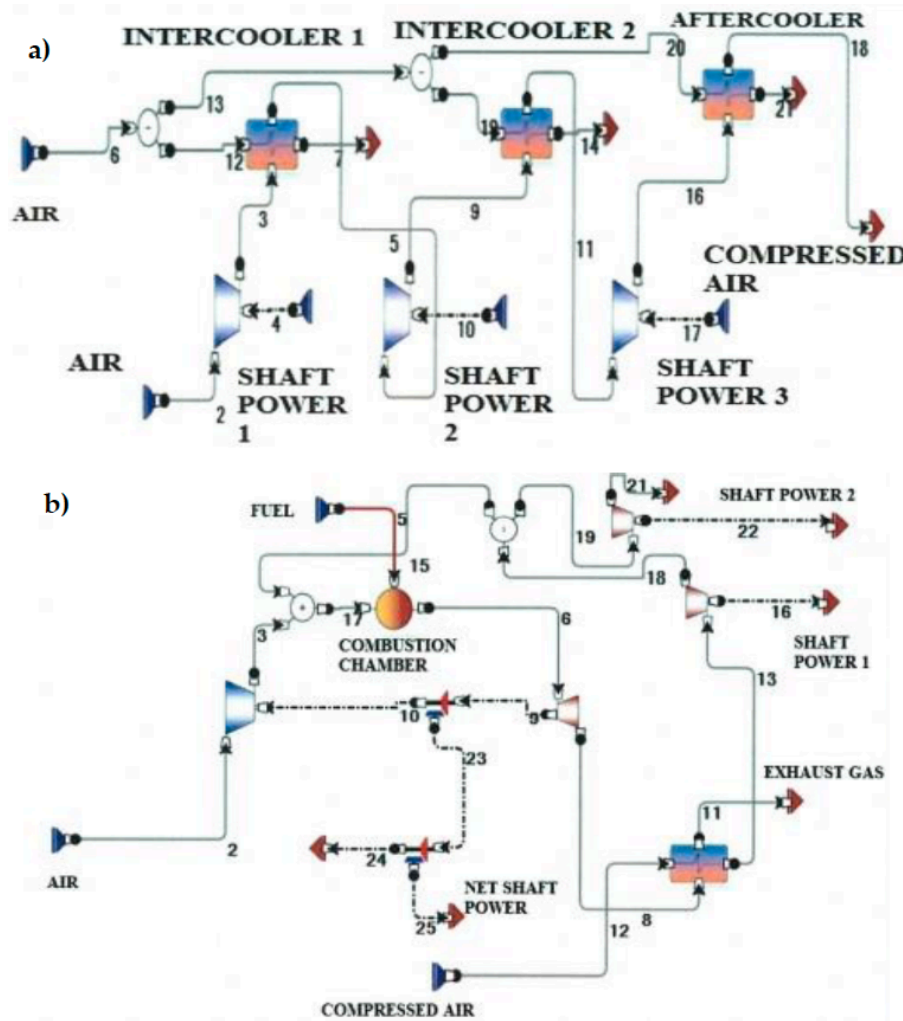 a)
INTERCOOLER 1
INTERCOOLER 2
AFTERCOOLER
20
18
13
6
12
7
19
14
21
AIR
3
9
16
5
11
COMPRESSED
AIR
4
10
17
AIR
2
SHAFT
POWER
1
SHAFT
POWER
2
SHAFT
POWER 3
b)
FUEL
5
21
SHAFT POWER 2
22
19
15
18
3
17
6
16
COMBUSTION
CHAMBER
SHAFT
POWER 1
13
10
9
23
EXHAUST GAS
11
2
24
AIR
NET SHAFT
POWER
25
8
12
COMPRESSED AIR